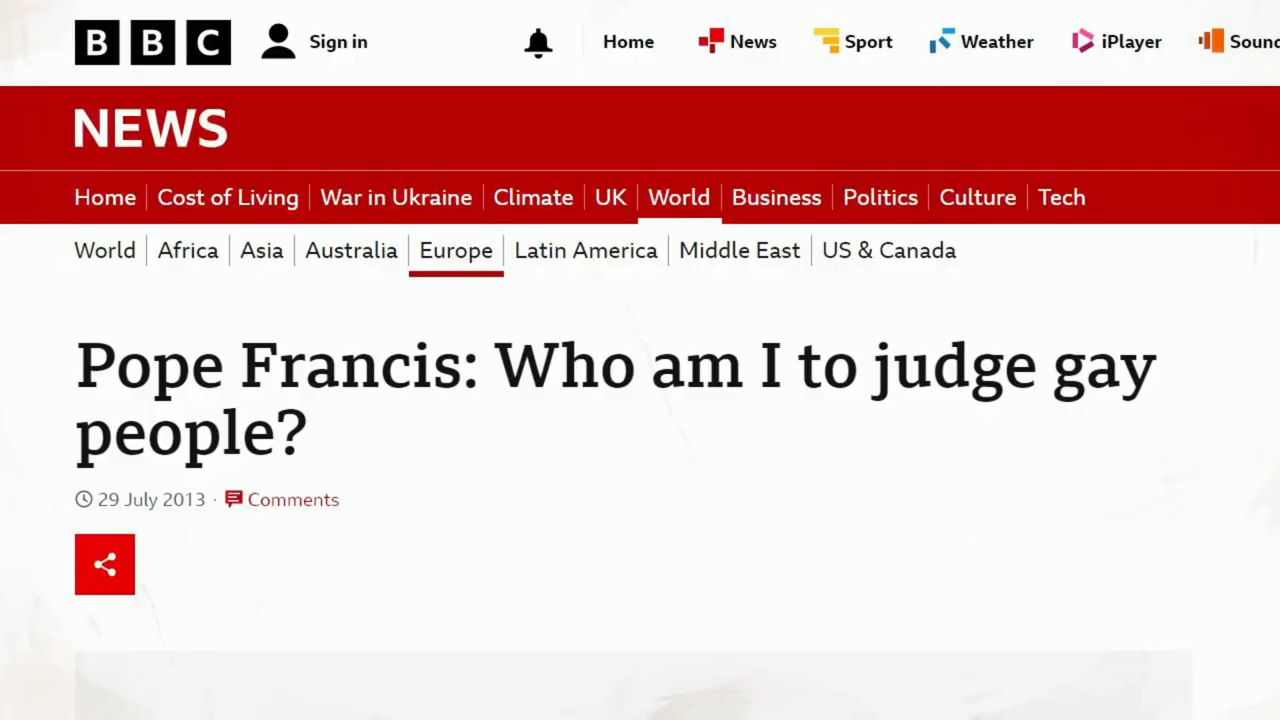 BBC Sign in Home News Sport Weather iPlayer
NEWS
Home Cost of Living War in Ukraine Climate UK World Business Politics Culture Tech
World Africa Asia Australia Europe Latin America Middle East US & Canada
Pope Francis: Who am I to judge gay
people?
29 July 2013 · Comments